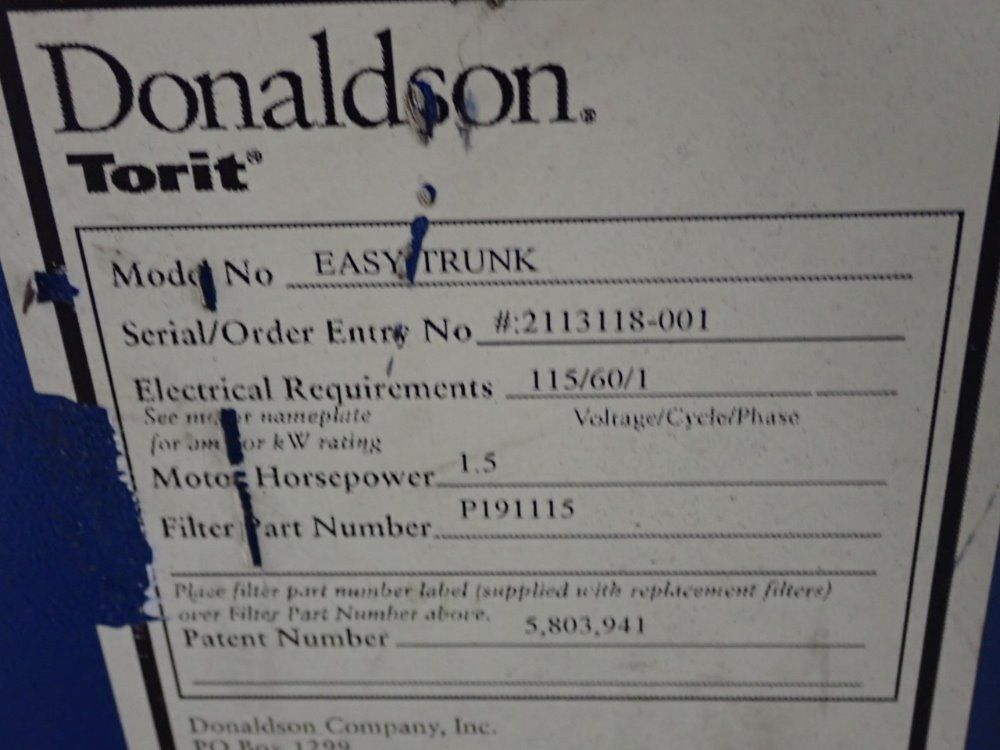 Donaldson®
Torit®
Model No EASY TRUNK
Serial/Order Entry No #:2113118-001
Electrical Requirements 115/60/1
See motor nameplate Voltage/Cycle/Phase
for amp or kW rating
Motor Horsepower 1.5
Filter Part Number P191115
Place filter part number label (supplied with replacement filters)
over Filter Part Number above.
Patent Number 5,803,941
Donaldson Company, Inc.
PO Box 1299